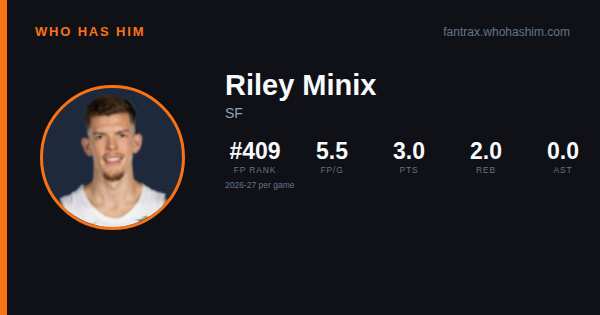 WHO HAS HIM
fantrax.whohashim.com
Riley Minix
SF
#409 5.5 3.0 2.0 0.0
FP RANK FP/G PTS REB AST
2026-27 per game